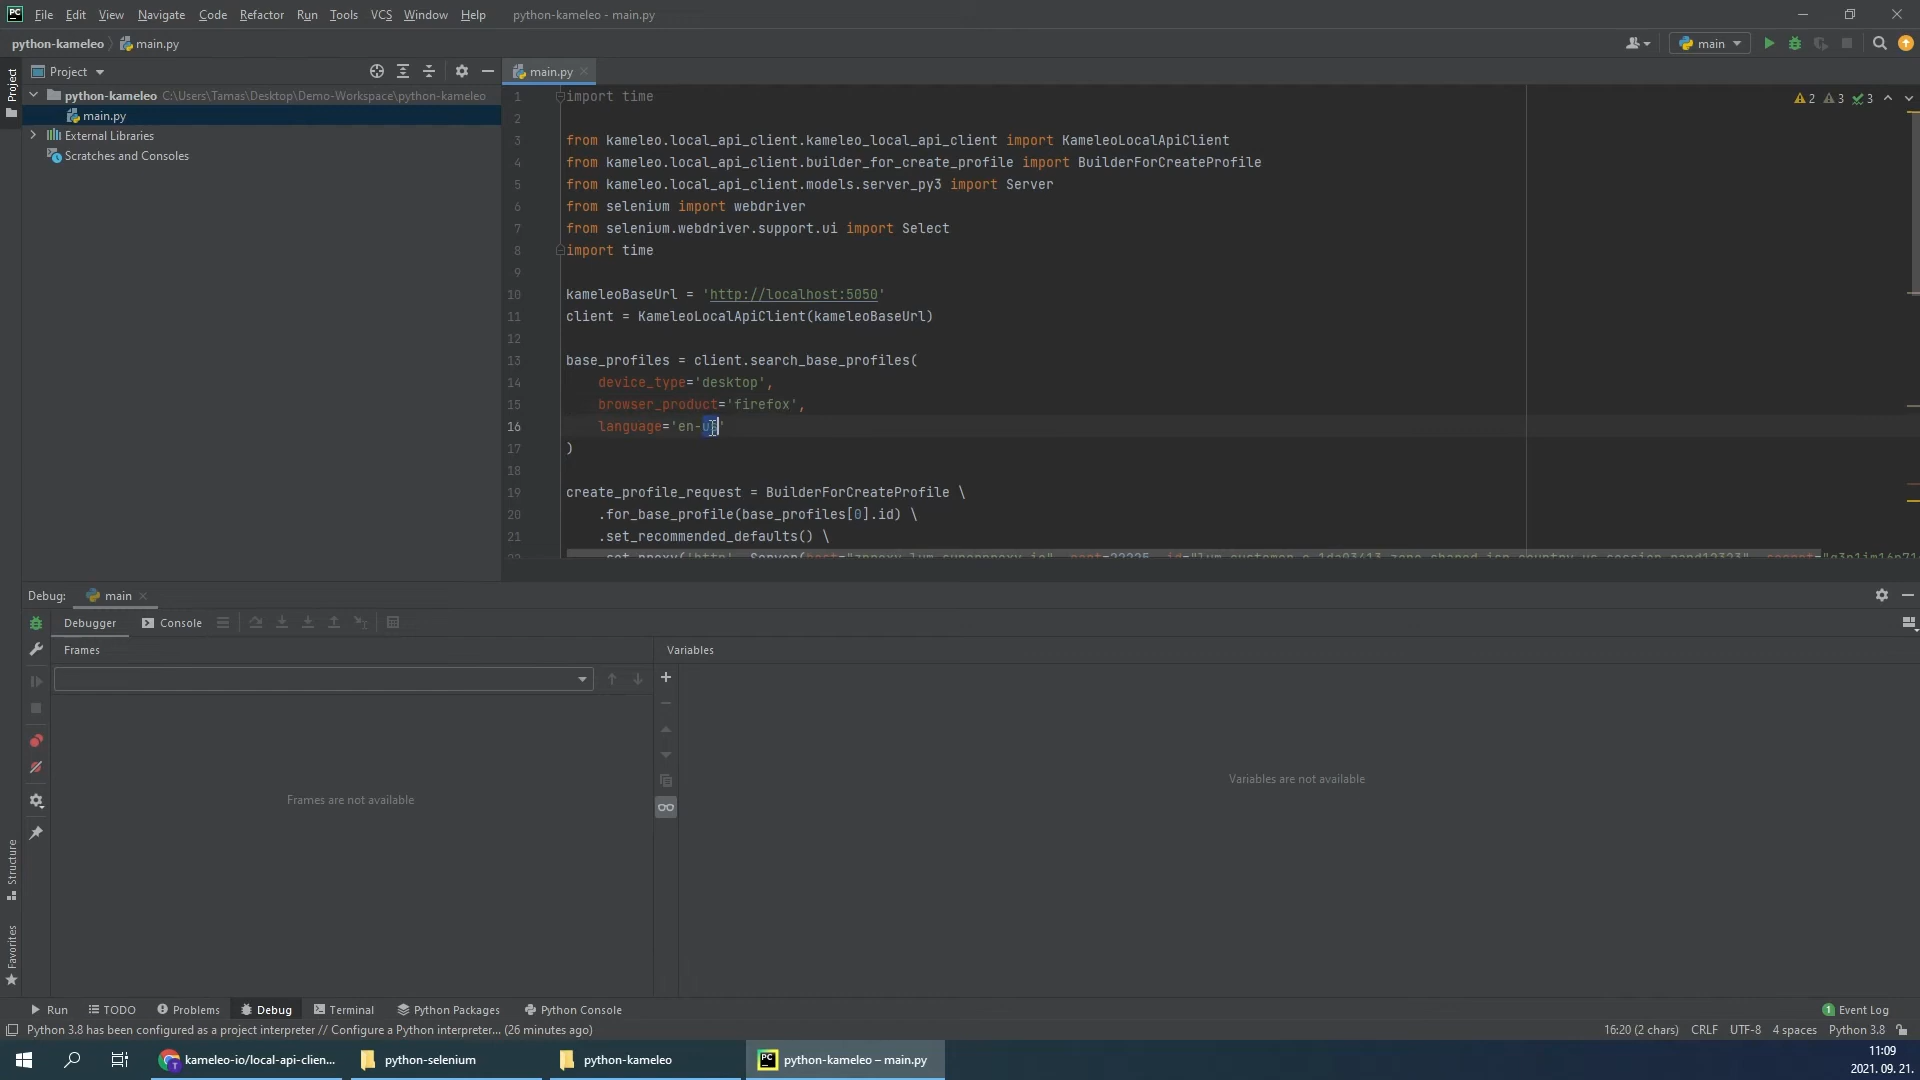 File Edit View Navigate Code Refactor Run Tools VCS Window Help python-kameleo - main.py
python-kameleo main.py
main
Project
Project
main.py
python-kameleo C:\Users\Tamas\Desktop\Demo-Workspace\python-kameleo
main.py
External Libraries
Scratches and Consoles
2 3 3
1 import time
2
3 from kameleo.local_api_client.kameleo_local_api_client import KameleoLocalApiClient
4 from kameleo.local_api_client.builder_for_create_profile import BuilderForCreateProfile
5 from kameleo.local_api_client.models.server_py3 import Server
6 from selenium import webdriver
7 from selenium.webdriver.support.ui import Select
8 import time
9
10 kameleoBaseUrl = 'http://localhost:5050'
11 client = KameleoLocalApiClient(kameleoBaseUrl)
12
13 base_profiles = client.search_base_profiles(
14 device_type='desktop',
15 browser_product='firefox',
16 language='en-us'
17 )
18
19 create_profile_request = BuilderForCreateProfile \
20 .for_base_profile(base_profiles[0].id) \
21 .set_recommended_defaults() \
Debug: main
Debugger Console
Frames
Variables
Frames are not available
Variables are not available
Structure
Favorites
Run TODO Problems Debug Terminal Python Packages Python Console
1 Event Log
Python 3.8 has been configured as a project interpreter // Configure a Python interpreter... (26 minutes ago)
16:20 (2 chars) CRLF UTF-8 4 spaces Python 3.8
kameleo-io/local-api-clien... python-selenium python-kameleo python-kameleo – main.py
11:09
2021. 09. 21.